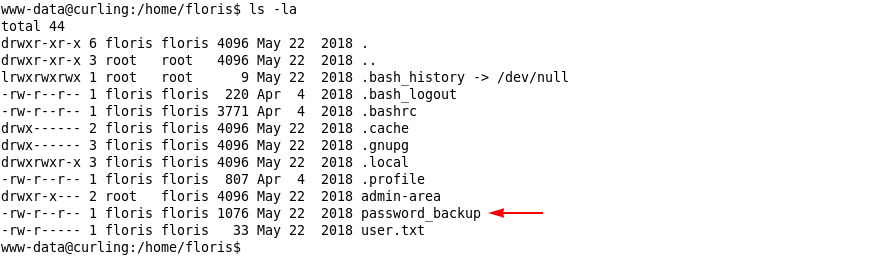 www-data@curling:/home/floris$ ls -la
total 44
drwxr-xr-x 6 floris floris 4096 May 22  2018 .
drwxr-xr-x 3 root   root   4096 May 22  2018 ..
lrwxrwxrwx 1 root   root      9 May 22  2018 .bash_history -> /dev/null
-rw-r--r-- 1 floris floris  220 Apr  4  2018 .bash_logout
-rw-r--r-- 1 floris floris 3771 Apr  4  2018 .bashrc
drwx------ 2 floris floris 4096 May 22  2018 .cache
drwx------ 3 floris floris 4096 May 22  2018 .gnupg
drwxrwxr-x 3 floris floris 4096 May 22  2018 .local
-rw-r--r-- 1 floris floris  807 Apr  4  2018 .profile
drwxr-x--- 2 root   floris 4096 May 22  2018 admin-area
-rw-r--r-- 1 floris floris 1076 May 22  2018 password_backup
-rw-r----- 1 floris floris   33 May 22  2018 user.txt
www-data@curling:/home/floris$